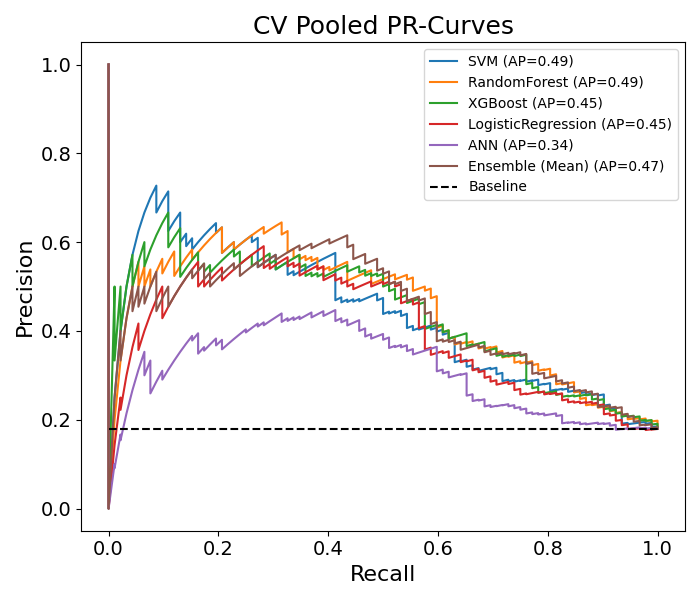 CV Pooled PR-Curves
SVM (AP=0.49)
RandomForest (AP=0.49)
XGBoost (AP=0.45)
LogisticRegression (AP=0.45)
ANN (AP=0.34)
Ensemble (Mean) (AP=0.47)
Baseline
Precision
1.0
0.8
0.6
0.4
0.2
0.0
0.0 0.2 0.4 0.6 0.8 1.0
Recall